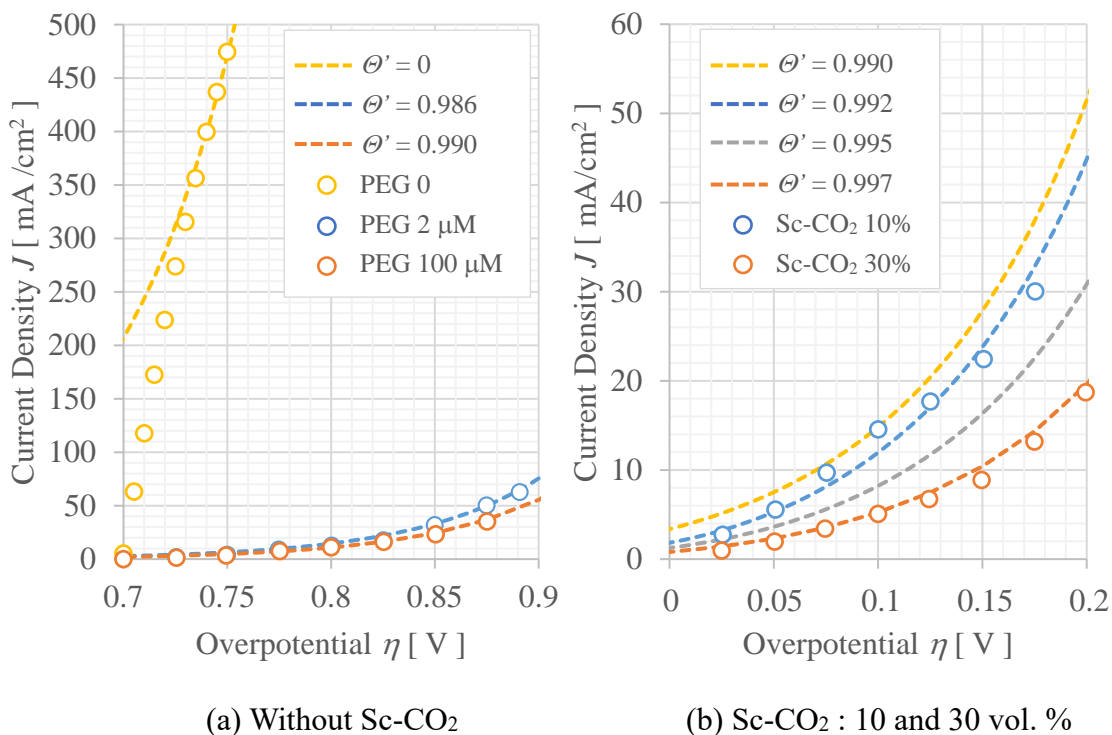 500
450
400
350
300
250
200
150
100
50
0
Current Density J [ mA /cm²]
Θ’ = 0
Θ’ = 0.986
Θ’ = 0.990
PEG 0
PEG 2 μM
PEG 100 μM
0.7 0.75 0.8 0.85 0.9
Overpotential η [ V ]
(a) Without Sc-CO₂
60
50
40
30
20
10
0
Current Density J [ mA/cm²]
Θ’ = 0.990
Θ’ = 0.992
Θ’ = 0.995
Θ’ = 0.997
Sc-CO₂ 10%
Sc-CO₂ 30%
0 0.05 0.1 0.15 0.2
Overpotential η [ V ]
(b) Sc-CO₂ : 10 and 30 vol. %